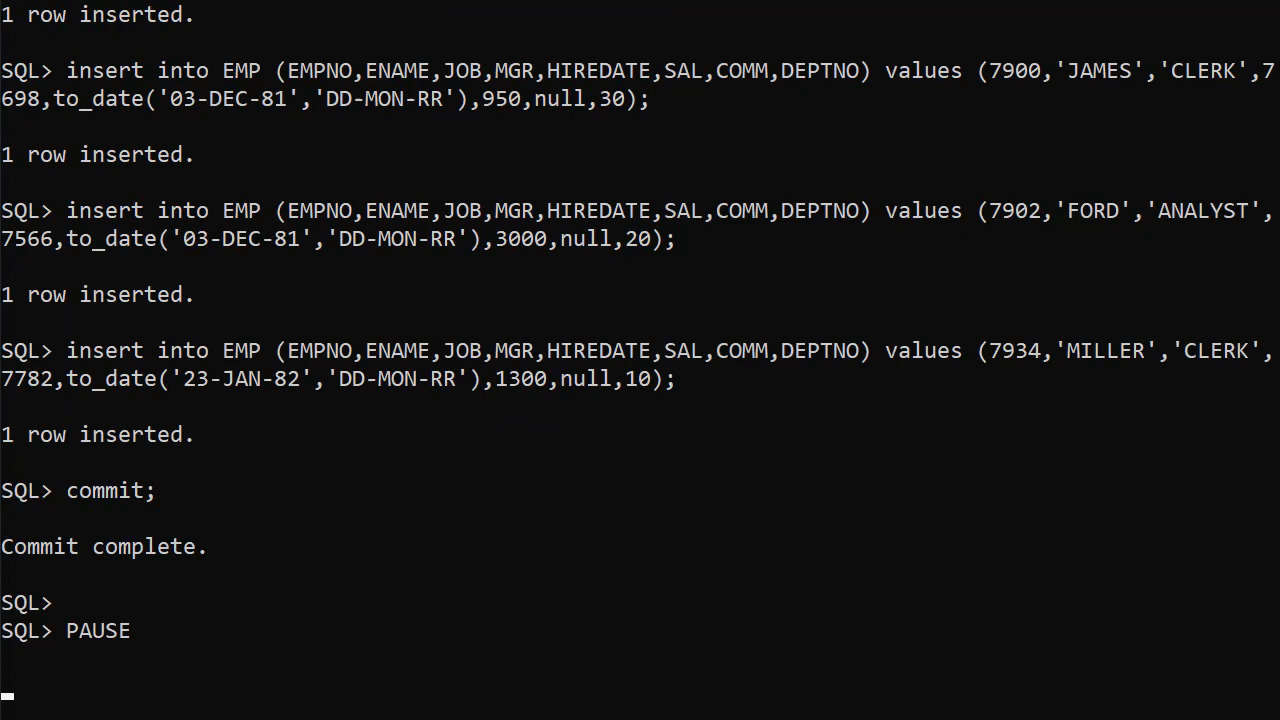 1 row inserted.
SQL> insert into EMP (EMPNO,ENAME,JOB,MGR,HIREDATE,SAL,COMM,DEPTNO) values (7900,'JAMES','CLERK',7
698,to_date('03-DEC-81','DD-MON-RR'),950,null,30);
1 row inserted.
SQL> insert into EMP (EMPNO,ENAME,JOB,MGR,HIREDATE,SAL,COMM,DEPTNO) values (7902,'FORD','ANALYST',
7566,to_date('03-DEC-81','DD-MON-RR'),3000,null,20);
1 row inserted.
SQL> insert into EMP (EMPNO,ENAME,JOB,MGR,HIREDATE,SAL,COMM,DEPTNO) values (7934,'MILLER','CLERK',
7782,to_date('23-JAN-82','DD-MON-RR'),1300,null,10);
1 row inserted.
SQL> commit;
Commit complete.
SQL>
SQL> PAUSE